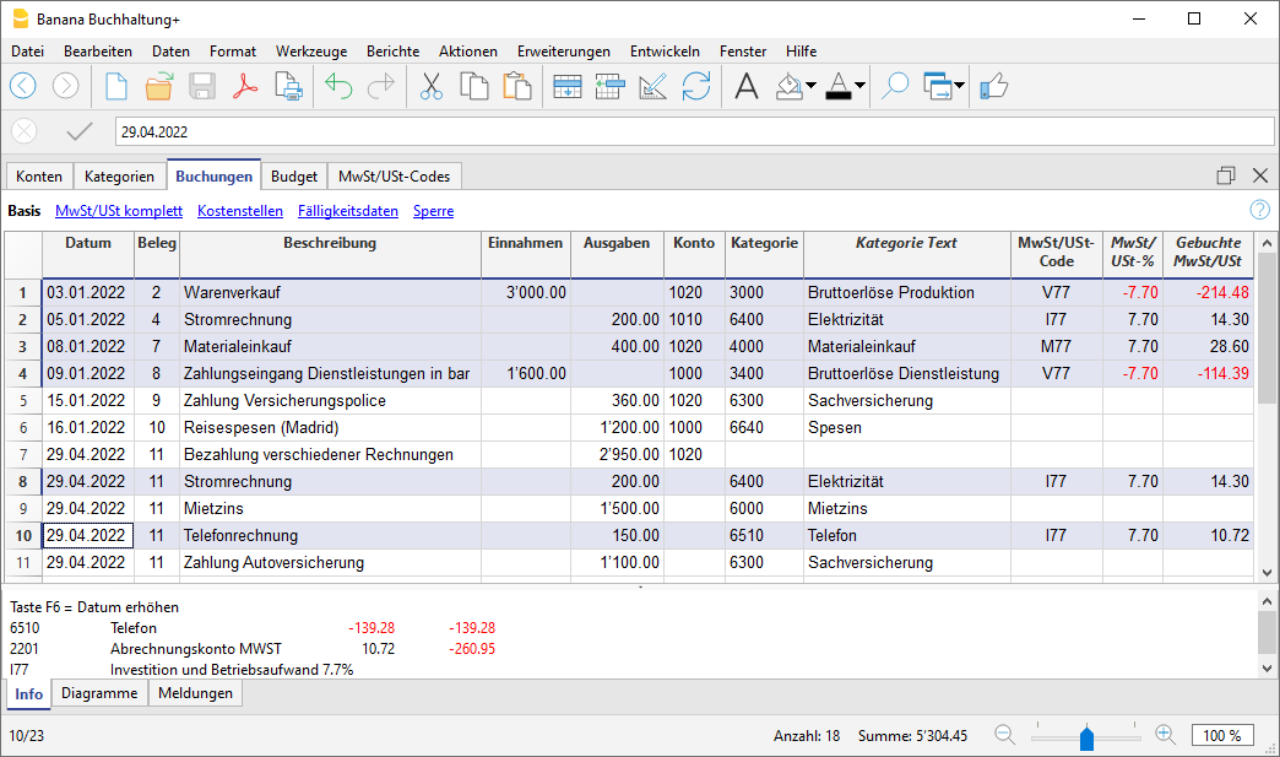 Banana Buchhaltung+
Datei Bearbeiten Daten Format Werkzeuge Berichte Aktionen Erweiterungen Entwickeln Fenster Hilfe
29.04.2022
Konten Kategorien Buchungen Budget MwSt/USt-Codes
Basis MwSt/USt komplett Kostenstellen Fälligkeitsdaten Sperre
Datum Beleg Beschreibung Einnahmen Ausgaben Konto Kategorie Kategorie Text MwSt/USt-Code MwSt/USt-% Gebuchte MwSt/USt
1 03.01.2022 2 Warenverkauf 3'000.00 1020 3000 Bruttoerlöse Produktion V77 -7.70 -214.48
2 05.01.2022 4 Stromrechnung 200.00 1010 6400 Elektrizität I77 7.70 14.30
3 08.01.2022 7 Materialeinkauf 400.00 1020 4000 Materialeinkauf M77 7.70 28.60
4 09.01.2022 8 Zahlungseingang Dienstleistungen in bar 1'600.00 1000 3400 Bruttoerlöse Dienstleistung V77 -7.70 -114.39
5 15.01.2022 9 Zahlung Versicherungspolice 360.00 1020 6300 Sachversicherung
6 16.01.2022 10 Reisespesen (Madrid) 1'200.00 1000 6640 Spesen
7 29.04.2022 11 Bezahlung verschiedener Rechnungen 2'950.00 1020
8 29.04.2022 11 Stromrechnung 200.00 6400 Elektrizität I77 7.70 14.30
9 29.04.2022 11 Mietzins 1'500.00 6000 Mietzins
10 29.04.2022 11 Telefonrechnung 150.00 6510 Telefon I77 7.70 10.72
11 29.04.2022 11 Zahlung Autoversicherung 1'100.00 6300 Sachversicherung
Taste F6 = Datum erhöhen
6510 Telefon -139.28 -139.28
2201 Abrechnungskonto MWST 10.72 -260.95
I77 Investition und Betriebsaufwand 7.7%
Info Diagramme Meldungen
10/23 Anzahl: 18 Summe: 5'304.45 100 %